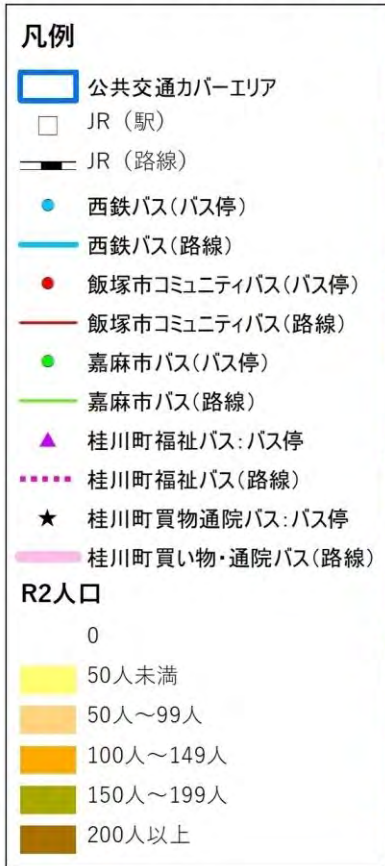 凡例
公共交通カバーエリア
JR（駅）
JR（路線）
西鉄バス(バス停)
西鉄バス(路線)
飯塚市コミュニティバス(バス停)
飯塚市コミュニティバス(路線)
嘉麻市バス(バス停)
嘉麻市バス(路線)
桂川町福祉バス:バス停
桂川町福祉バス(路線)
桂川町買物通院バス:バス停
桂川町買い物・通院バス(路線)
R2人口
0
50人未満
50人～99人
100人～149人
150人～199人
200人以上